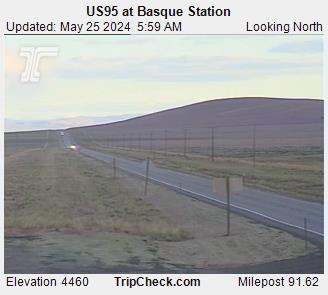 US95 at Basque Station
Updated: May 25 2024 5:59 AM Looking North
Elevation 4460 TripCheck.com Milepost 91.62